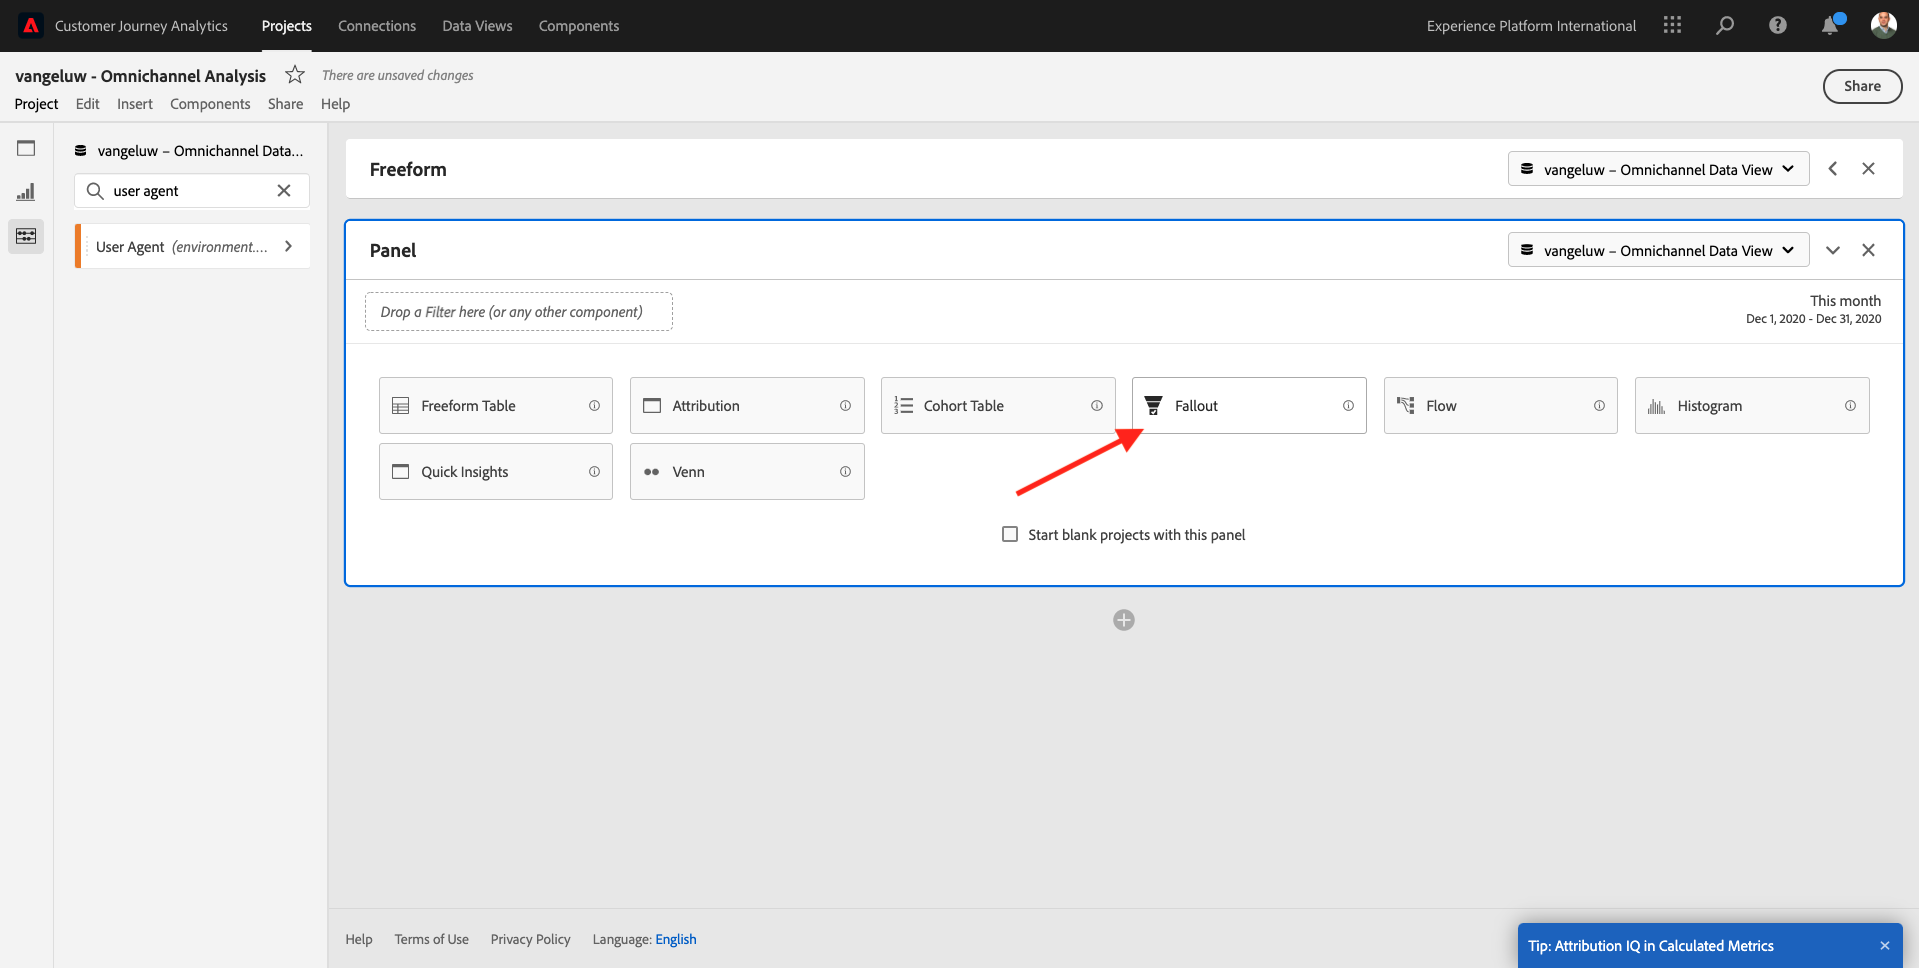 Customer Journey Analytics Projects Connections Data Views Components Experience Platform International
vangeluw - Omnichannel Analysis There are unsaved changes
Project Edit Insert Components Share Help
Share
vangeluw – Omnichannel Data...
user agent
User Agent (environment....
Freeform vangeluw – Omnichannel Data View
Panel vangeluw – Omnichannel Data View
Drop a Filter here (or any other component)
This month
Dec 1, 2020 - Dec 31, 2020
Freeform Table Attribution Cohort Table Fallout Flow Histogram
Quick Insights Venn
Start blank projects with this panel
Help Terms of Use Privacy Policy Language: English
Tip: Attribution IQ in Calculated Metrics